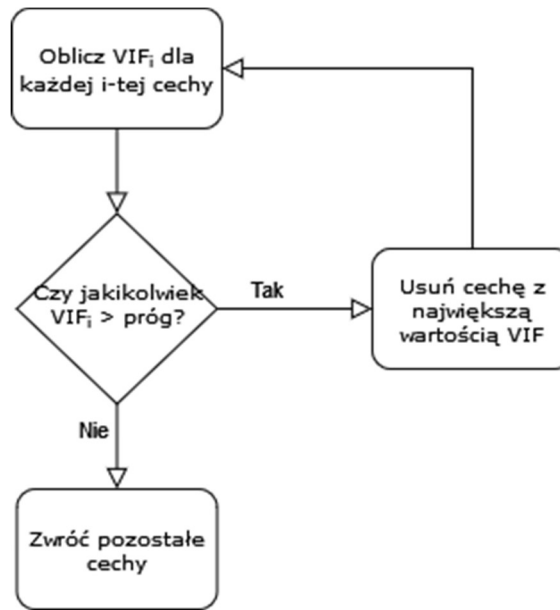 Oblicz VIFᵢ dla
każdej i-tej cechy
Czy jakikolwiek
VIFᵢ > próg?
Tak
Usuń cechę z
największą
wartością VIF
Nie
Zwróć pozostałe
cechy